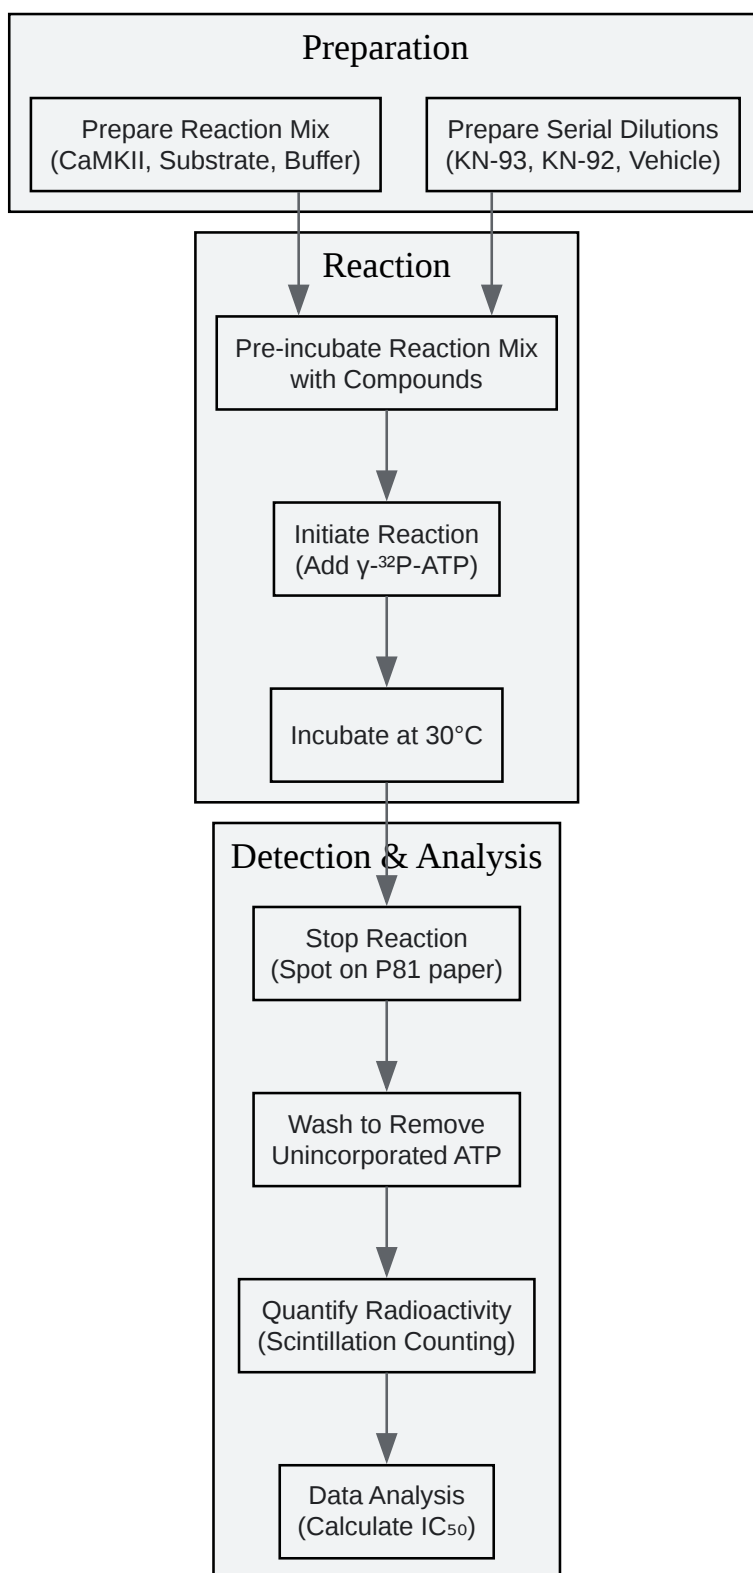 Preparation
Prepare Reaction Mix
(CaMKII, Substrate, Buffer)
Prepare Serial Dilutions
(KN-93, KN-92, Vehicle)
Reaction
Pre-incubate Reaction Mix
with Compounds
Initiate Reaction
(Add γ-³²P-ATP)
Incubate at 30°C
Detection & Analysis
Stop Reaction
(Spot on P81 paper)
Wash to Remove
Unincorporated ATP
Quantify Radioactivity
(Scintillation Counting)
Data Analysis
(Calculate IC₅₀)